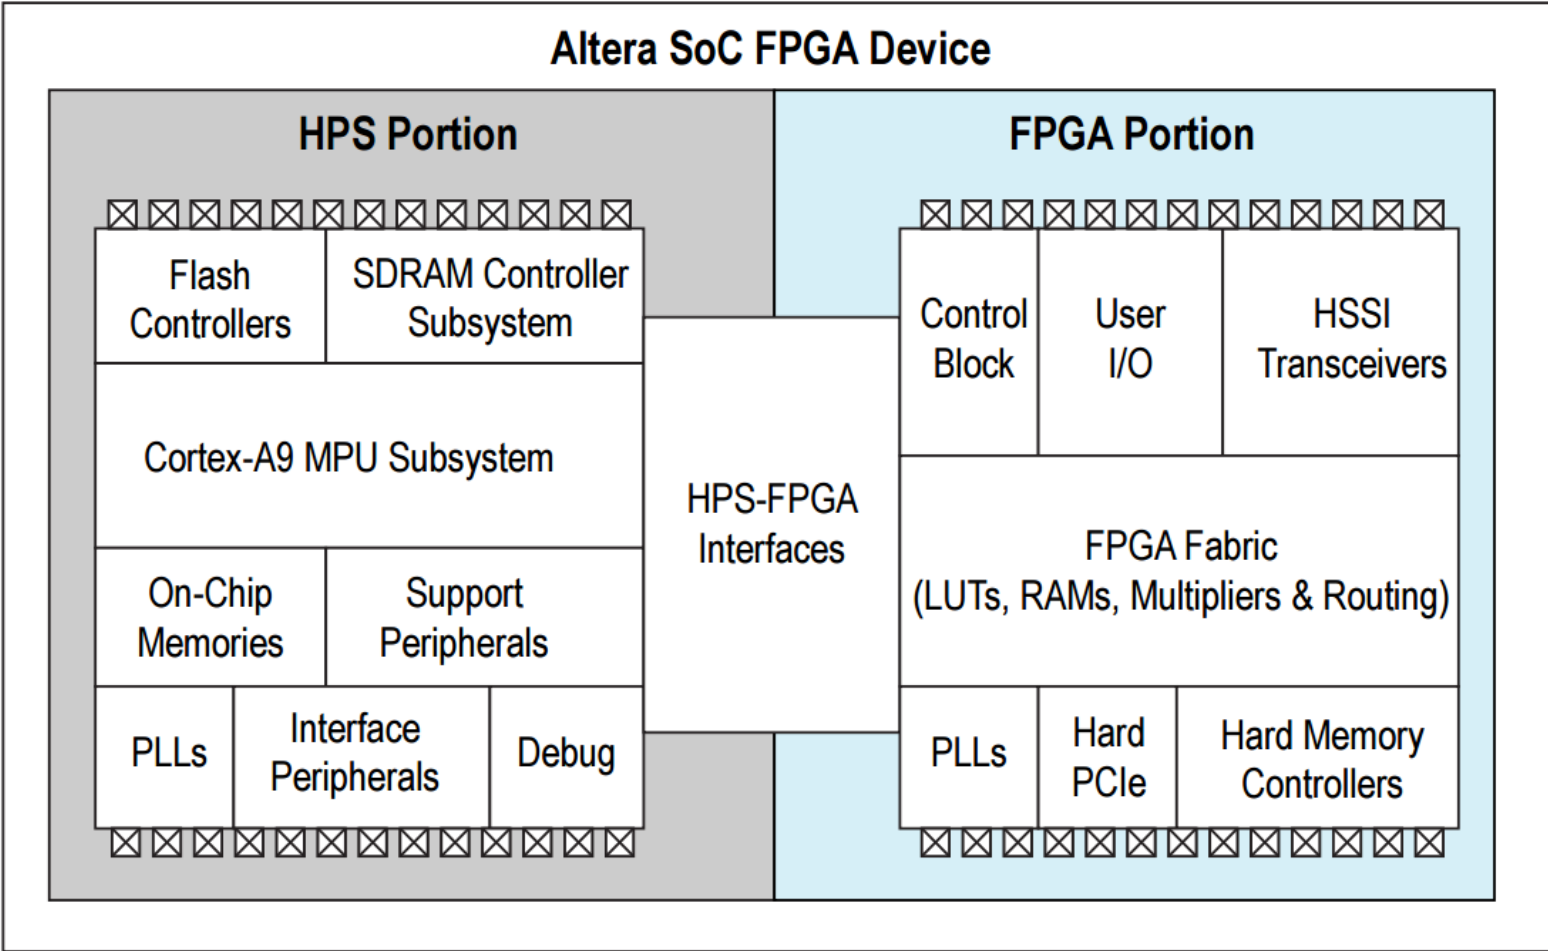 Altera SoC FPGA Device
HPS Portion
Flash
Controllers
SDRAM Controller
Subsystem
Cortex-A9 MPU Subsystem
On-Chip
Memories
Support
Peripherals
PLLs
Interface
Peripherals
Debug
HPS-FPGA
Interfaces
FPGA Portion
Control
Block
User
I/O
HSSI
Transceivers
FPGA Fabric
(LUTs, RAMs, Multipliers & Routing)
PLLs
Hard
PCIe
Hard Memory
Controllers